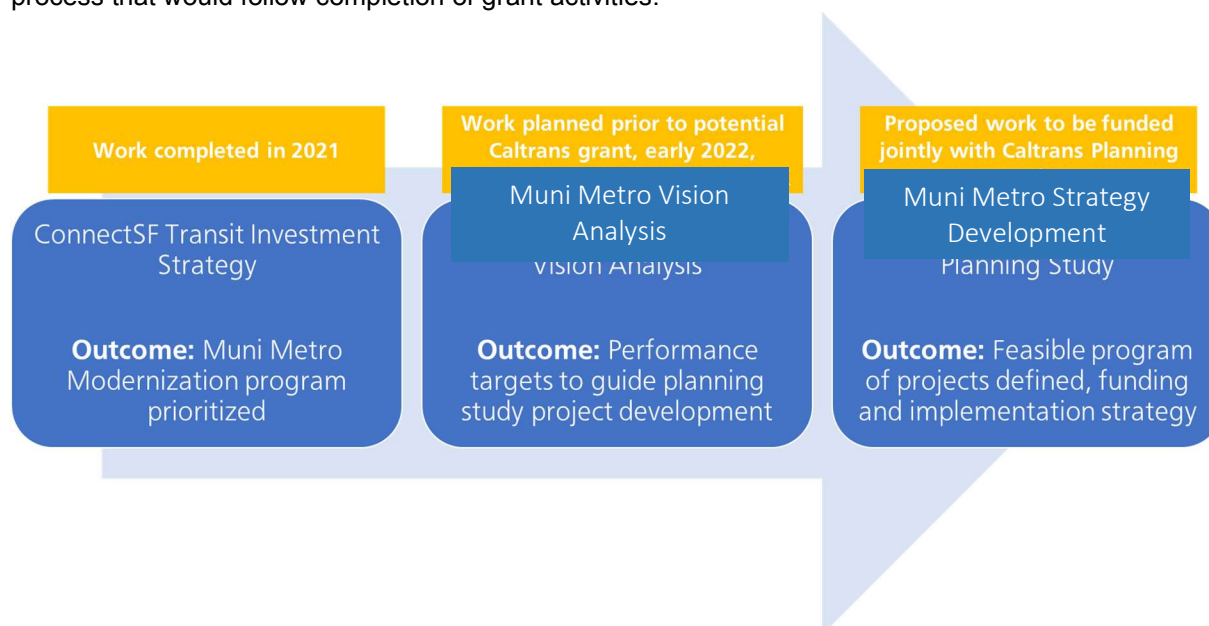 process that would follow completion of grant activities.
Work completed in 2021
ConnectSF Transit Investment
Strategy
Outcome: Muni Metro
Modernization program
prioritized
Work planned prior to potential
Caltrans grant, early 2022,
Muni Metro Vision
Analysis
Vision Analysis
Outcome: Performance
targets to guide planning
study project development
Proposed work to be funded
jointly with Caltrans Planning
Muni Metro Strategy
Development
Planning Study
Outcome: Feasible program
of projects defined, funding
and implementation strategy